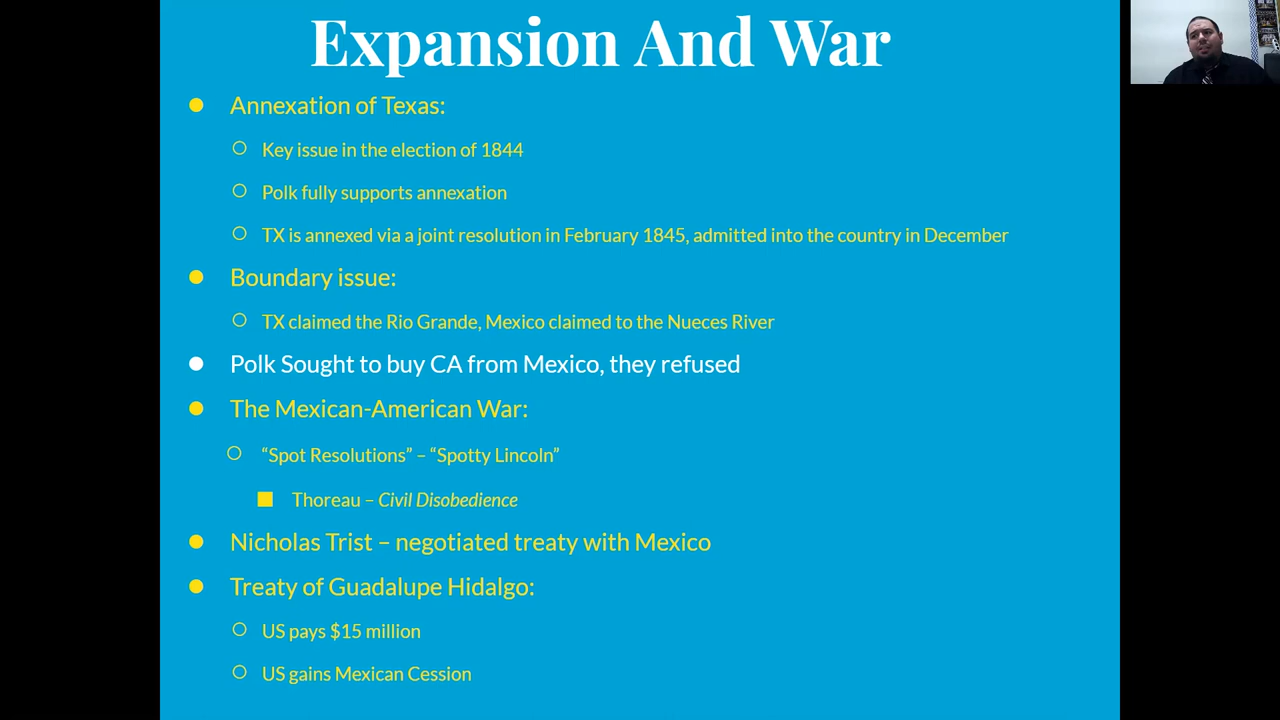 Expansion And War
Annexation of Texas:
Key issue in the election of 1844
Polk fully supports annexation
TX is annexed via a joint resolution in February 1845, admitted into the country in December
Boundary issue:
TX claimed the Rio Grande, Mexico claimed to the Nueces River
Polk Sought to buy CA from Mexico, they refused
The Mexican-American War:
“Spot Resolutions” – “Spotty Lincoln”
Thoreau – Civil Disobedience
Nicholas Trist – negotiated treaty with Mexico
Treaty of Guadalupe Hidalgo:
US pays $15 million
US gains Mexican Cession